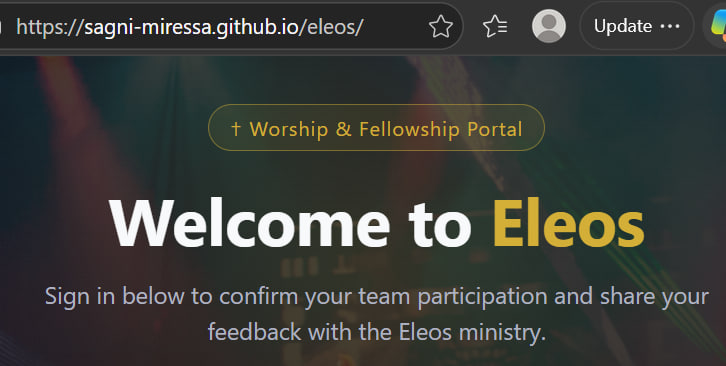 https://sagni-miressa.github.io/eleos/
Update
† Worship & Fellowship Portal
Welcome to Eleos
Sign in below to confirm your team participation and share your
feedback with the Eleos ministry.